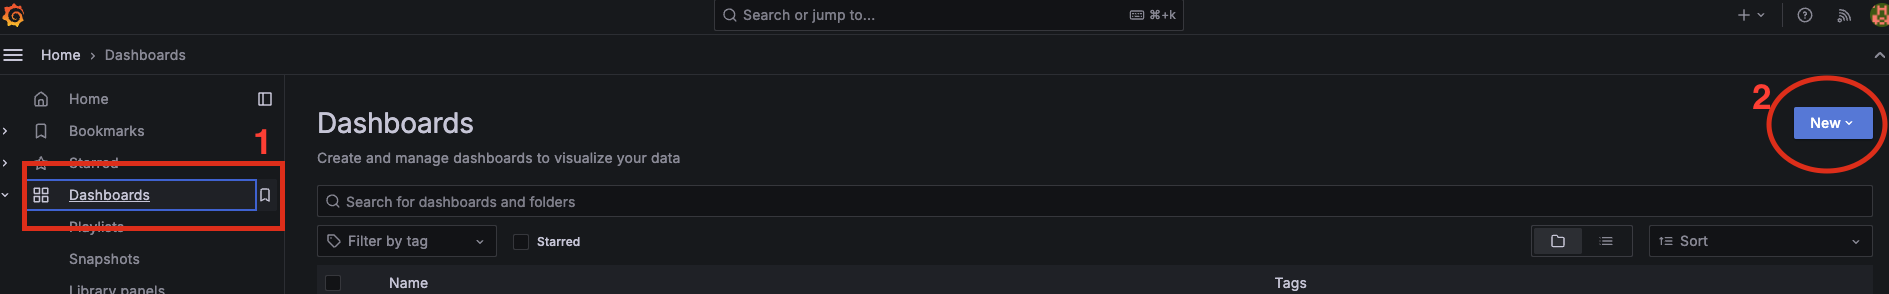 Search or jump to... ⌘+k
Home › Dashboards
Home
Bookmarks
1
Starred
Dashboards
Playlists
Snapshots
Library panels
Dashboards
2
New
Create and manage dashboards to visualize your data
Search for dashboards and folders
Filter by tag
Starred
Sort
Name
Tags